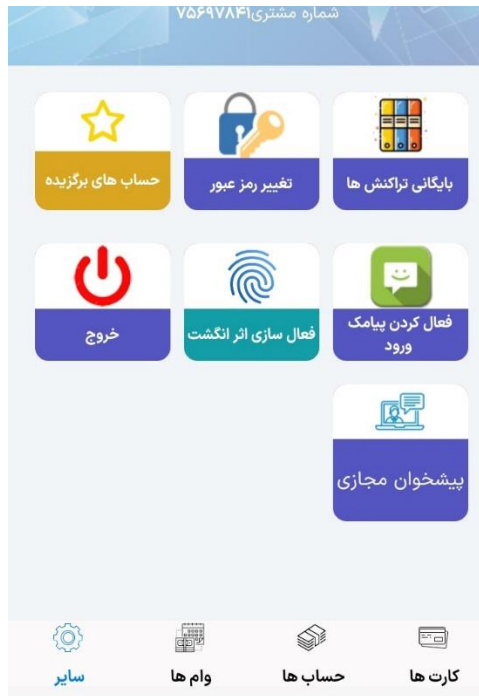 شماره مشتری۷۵۶۹۷۸۴۱
بایگانی تراکنش ها
تغییر رمز عبور
حساب های برگزیده
فعال کردن پیامک
ورود
فعال سازی اثر انگشت
خروج
پیشخوان مجازی
کارت ها
حساب ها
وام ها
سایر